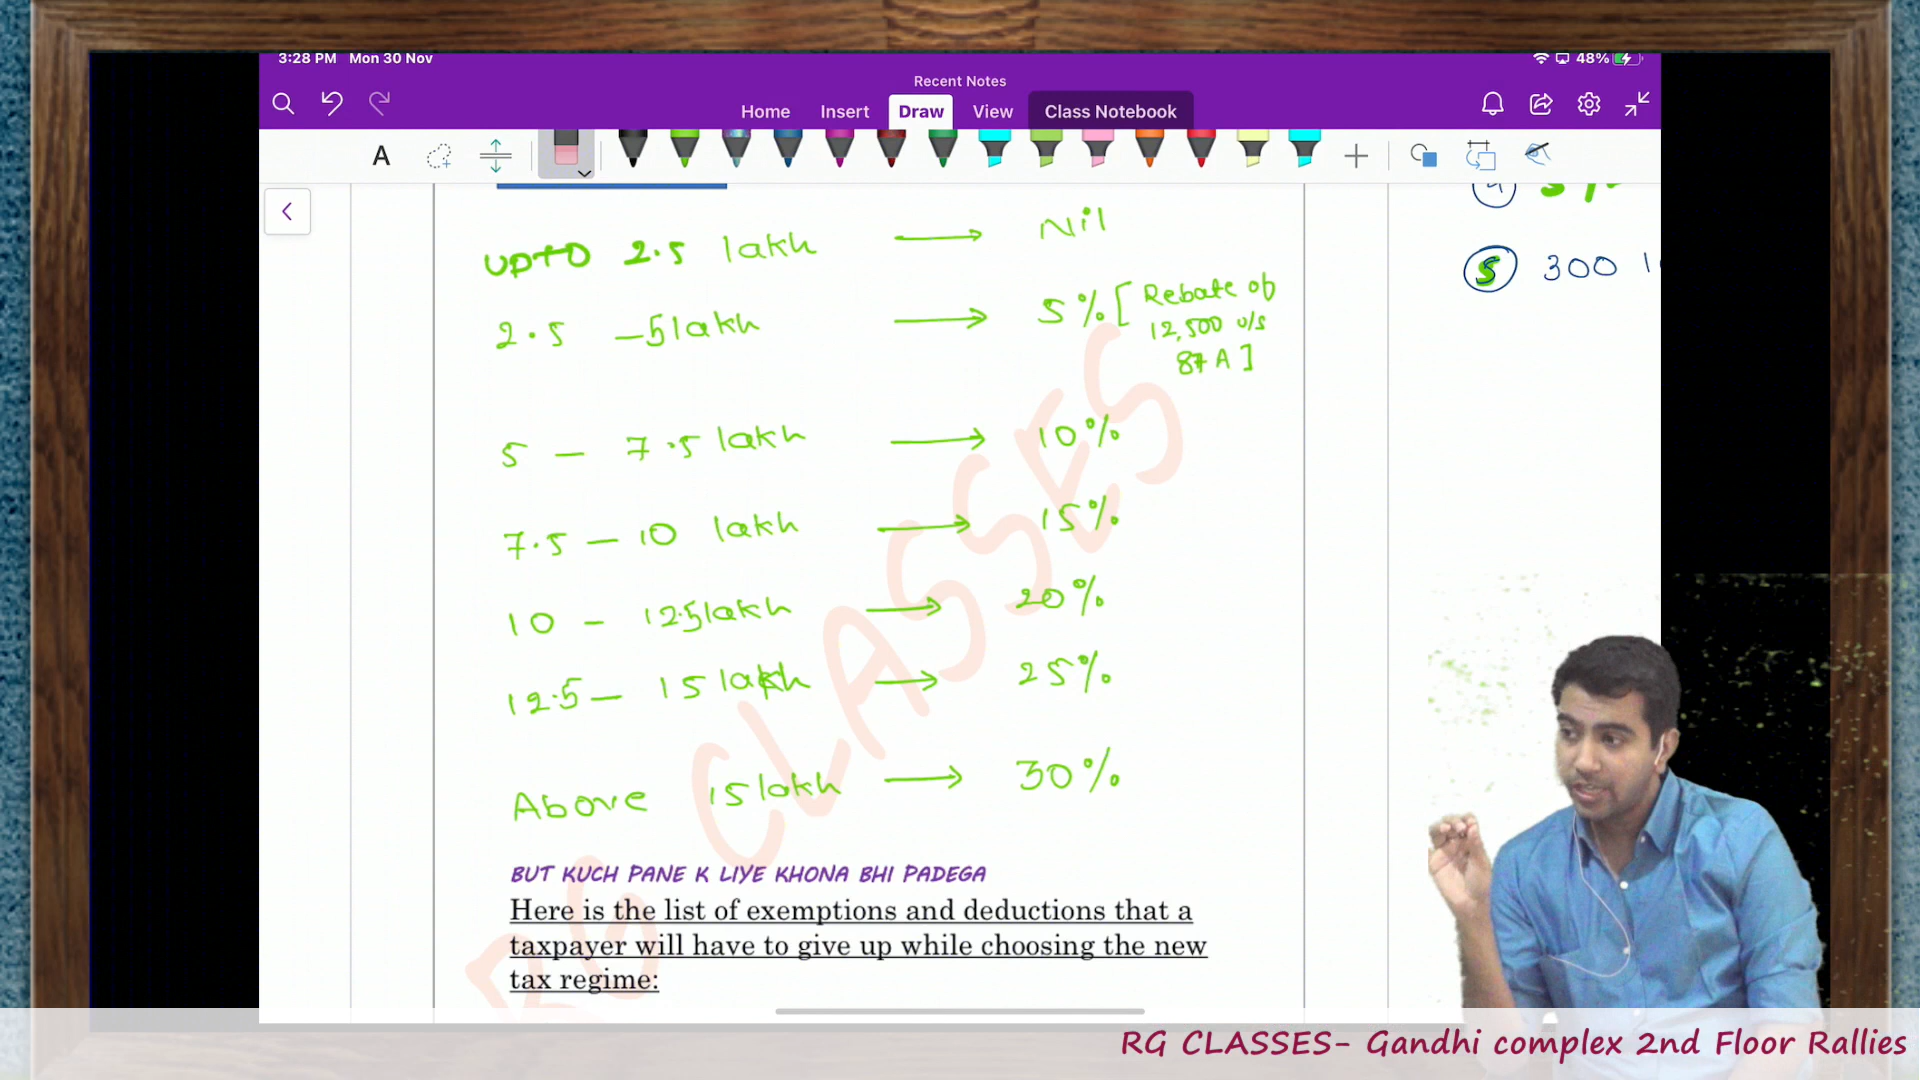 3:28 PM Mon 30 Nov
48%
Recent Notes
Home Insert Draw View Class Notebook
A
UPTO 2.5 lakh → Nil
2.5 – 5 lakh → 5% [Rebate of
12,500 u/s
87A]
5 – 7.5 lakh → 10%
7.5 – 10 lakh → 15%
10 – 12.5 lakh → 20%
12.5 – 15 lakh → 25%
Above 15 lakh → 30%
5 300
BUT KUCH PANE K LIYE KHONA BHI PADEGA
Here is the list of exemptions and deductions that a
taxpayer will have to give up while choosing the new
tax regime:
RG CLASSES
RG CLASSES- Gandhi complex 2nd Floor Rallies